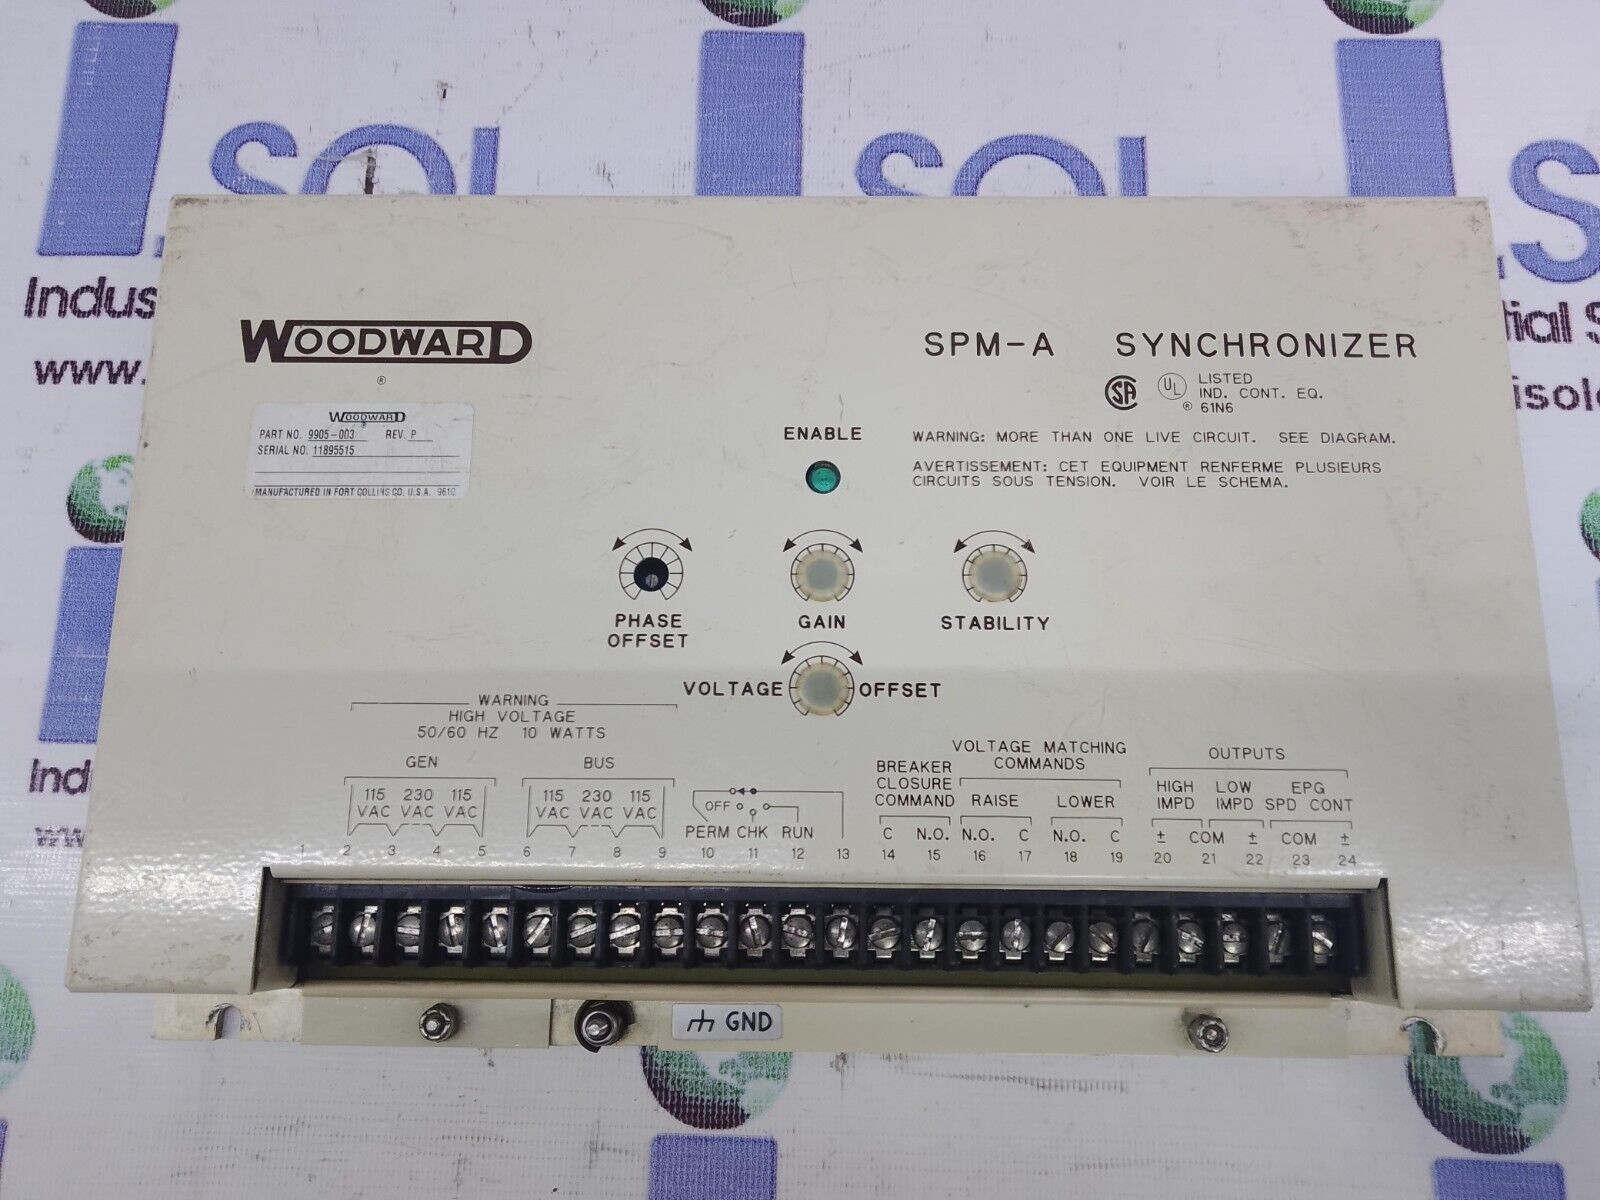 SOL
Indus
www.
WOODWARD
®
SPM-A SYNCHRONIZER
SA
UL
®
LISTED
IND. CONT. EQ.
61N6
WOODWARD
PART NO. 9905-003 REV. P
SERIAL NO. 11895515
MANUFACTURED IN FORT COLLINS CO. U.S.A.
ENABLE
WARNING: MORE THAN ONE LIVE CIRCUIT. SEE DIAGRAM.
AVERTISSEMENT: CET EQUIPMENT RENFERME PLUSIEURS
CIRCUITS SOUS TENSION. VOIR LE SCHEMA.
PHASE
OFFSET
GAIN
STABILITY
VOLTAGE OFFSET
WARNING
HIGH VOLTAGE
50/60 HZ 10 WATTS
GEN
BUS
115 VAC
230 VAC
115 VAC
115 VAC
230 VAC
115 VAC
OFF
PERM CHK RUN
BREAKER
CLOSURE
COMMAND
VOLTAGE MATCHING
COMMANDS
RAISE
LOWER
OUTPUTS
HIGH
IMPD
LOW
IMPD
EPG
SPD CONT
C N.O. N.O. C N.O. C ± COM ± COM ±
1 2 3 4 5 6 7 8 9 10 11 12 13 14 15 16 17 18 19 20 21 22 23 24
GND